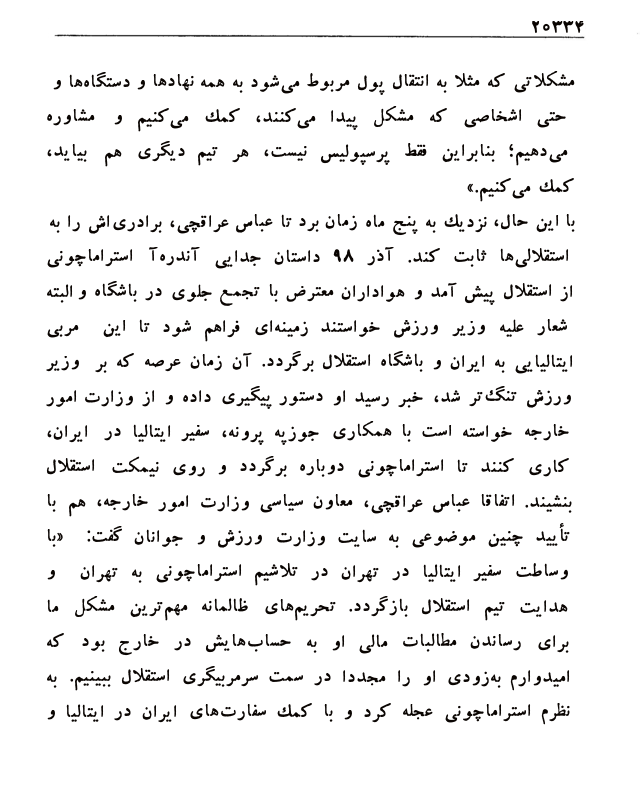 ۲۰۳۳۴
مشکلاتی که مثلا به انتقال پول مربوط می‌شود به همه نهادها و دستگاه‌ها و
حتی اشخاصی که مشکل پیدا می‌کنند، کمك می‌کنیم و مشاوره
می‌دهیم؛ بنابراین فقط پرسپولیس نیست، هر تیم دیگری هم بیاید،
کمك می‌کنیم.»
با این حال، نزدیك به پنج ماه زمان برد تا عباس عراقچی، برادری‌اش را به
استقلالی‌ها ثابت کند. آذر ۹۸ داستان جدایی آندره‌آ استراماچونی
از استقلال پیش آمد و هواداران معترض با تجمع جلوی در باشگاه و البته
شعار علیه وزیر ورزش خواستند زمینه‌ای فراهم شود تا این مربی
ایتالیایی به ایران و باشگاه استقلال برگردد. آن زمان عرصه که بر وزیر
ورزش تنگ‌تر شد، خبر رسید او دستور پیگیری داده و از وزارت امور
خارجه خواسته است با همکاری جوزپه پرونه، سفیر ایتالیا در ایران،
کاری کنند تا استراماچونی دوباره برگردد و روی نیمکت استقلال
بنشیند. اتفاقا عباس عراقچی، معاون سیاسی وزارت امور خارجه، هم با
تأیید چنین موضوعی به سایت وزارت ورزش و جوانان گفت: «با
وساطت سفیر ایتالیا در تهران در تلاشیم استراماچونی به تهران و
هدایت تیم استقلال بازگردد. تحریم‌های ظالمانه مهم‌ترین مشکل ما
برای رساندن مطالبات مالی او به حساب‌هایش در خارج بود که
امیدوارم به‌زودی او را مجددا در سمت سرمربیگری استقلال ببینیم. به
نظرم استراماچونی عجله کرد و با کمك سفارت‌های ایران در ایتالیا و